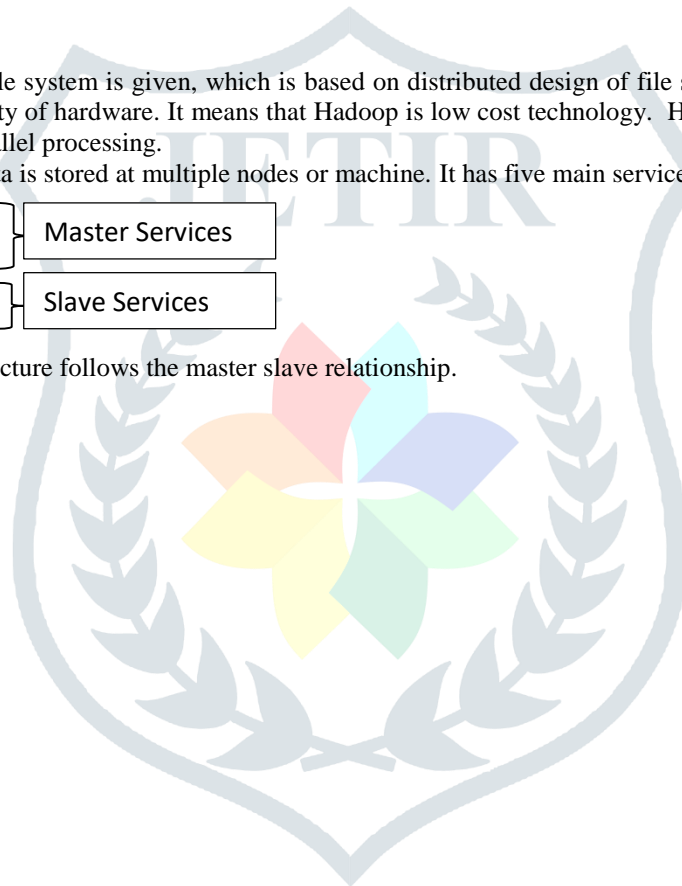 le system is given, which is based on distributed design of file s
ty of hardware. It means that Hadoop is low cost technology. H
allel processing.
a is stored at multiple nodes or machine. It has five main service
JETIR
Master Services
Slave Services
cture follows the master slave relationship.